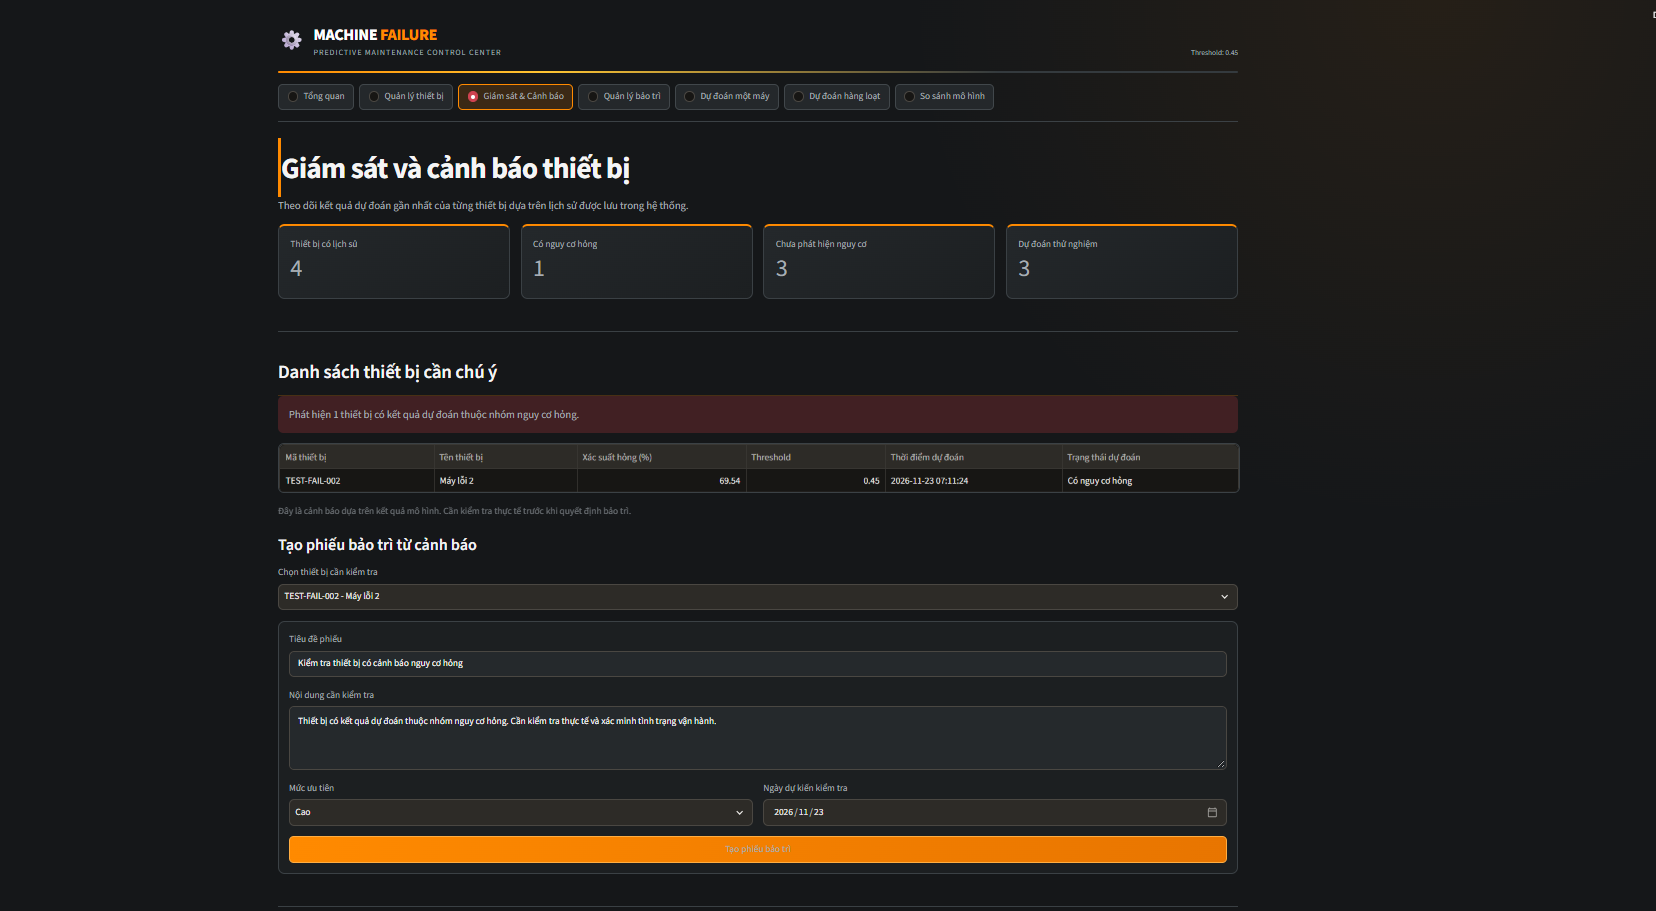 MACHINE FAILURE
PREDICTIVE MAINTENANCE CONTROL CENTER
Threshold: 0.45
Tổng quan
Quản lý thiết bị
Giám sát & Cảnh báo
Quản lý bảo trì
Dự đoán một máy
Dự đoán hàng loạt
So sánh mô hình
Giám sát và cảnh báo thiết bị
Theo dõi kết quả dự đoán gần nhất của từng thiết bị dựa trên lịch sử được lưu trong hệ thống.
Thiết bị có lịch sử
4
Có nguy cơ hỏng
1
Chưa phát hiện nguy cơ
3
Dự đoán thử nghiệm
3
Danh sách thiết bị cần chú ý
Phát hiện 1 thiết bị có kết quả dự đoán thuộc nhóm nguy cơ hỏng.
Mã thiết bị Tên thiết bị Xác suất hỏng (%) Threshold Thời điểm dự đoán Trạng thái dự đoán
TEST-FAIL-002 Máy lỗi 2 69.54 0.45 2026-11-23 07:11:24 Có nguy cơ hỏng
Đây là cảnh báo dựa trên kết quả mô hình. Cần kiểm tra thực tế trước khi quyết định bảo trì.
Tạo phiếu bảo trì từ cảnh báo
Chọn thiết bị cần kiểm tra
TEST-FAIL-002 - Máy lỗi 2
Tiêu đề phiếu
Kiểm tra thiết bị có cảnh báo nguy cơ hỏng
Nội dung cần kiểm tra
Thiết bị có kết quả dự đoán thuộc nhóm nguy cơ hỏng. Cần kiểm tra thực tế và xác minh tình trạng vận hành.
Mức ưu tiên
Cao
Ngày dự kiến kiểm tra
2026/11/23
Tạo phiếu bảo trì